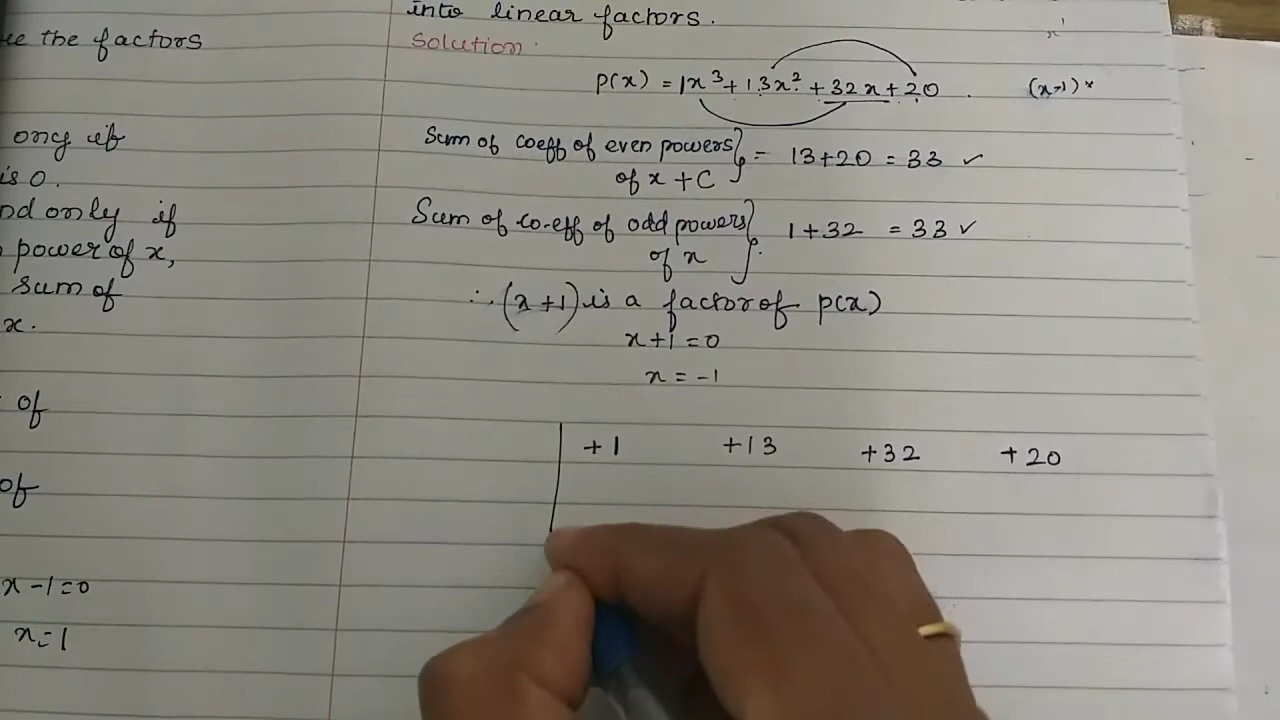 ee the factors
only if
is 0.
nd only if
power of x,
sum of
x.
of
of
x - 1 = 0
x = 1
into linear factors.
Solution.
p(x) = 1x³ + 13x² + 32x + 20 . (x-1) ×
Sum of coeff of even powers
of x + C } = 13+20 = 33 ✓
Sum of co-eff of odd powers
of x } 1+32 = 33 ✓
∴ (x+1) is a factor of p(x)
x+1 = 0
x = -1
+1 +13 +32 +20